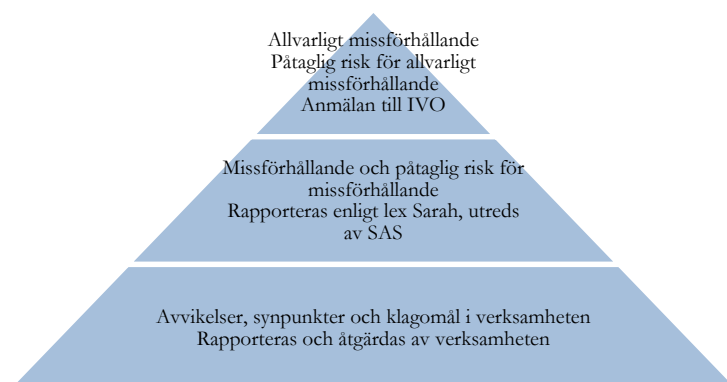 Allvarligt missförhållande
Påtaglig risk för allvarligt
missförhållande
Anmälan till IVO
Missförhållande och påtaglig risk för
missförhållande
Rapporteras enligt lex Sarah, utreds
av SAS
Avvikelser, synpunkter och klagomål i verksamheten
Rapporteras och åtgärdas av verksamheten